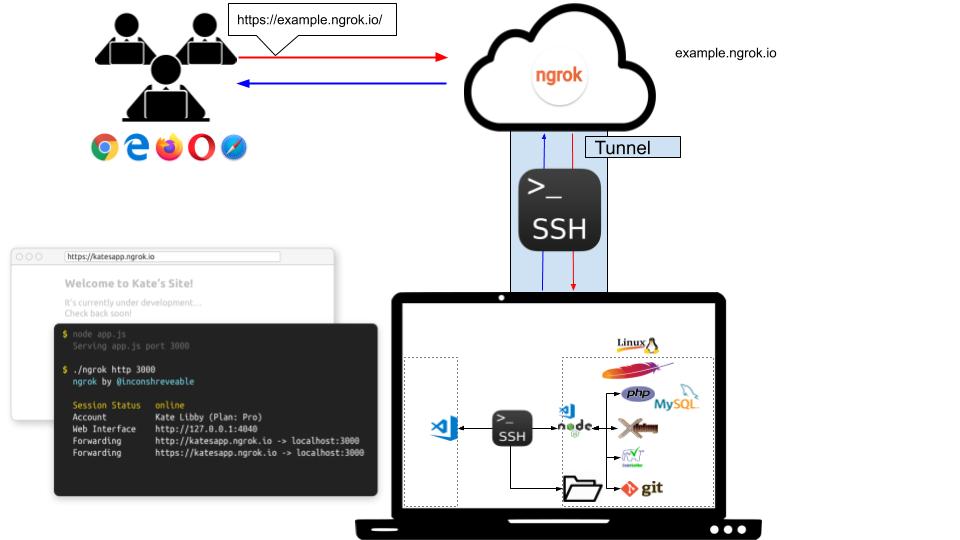 https://example.ngrok.io/
ngrok
example.ngrok.io
Tunnel
>_
SSH
https://katesapp.ngrok.io
Welcome to Kate's Site!
It's currently under development...
Check back soon!
$ node app.js
Serving app.js port 3000
$ ./ngrok http 3000
ngrok by @inconshreveable
Session Status online
Account Kate Libby (Plan: Pro)
Web Interface http://127.0.0.1:4040
Forwarding http://katesapp.ngrok.io -> localhost:3000
Forwarding https://katesapp.ngrok.io -> localhost:3000
Linux
php
MySQL
>_
SSH
node
Xdebug
git